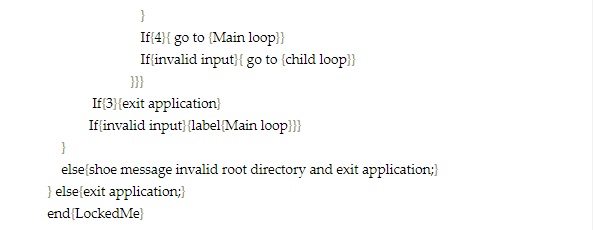 }
If{4}{ go to {Main loop}}
If{invalid input}{ go to {child loop}}
}}}
If{3}{exit application}
If{invalid input}{label{Main loop}}}
}
else{shoe message invalid root directory and exit application;}
} else{exit application;}
end{LockedMe}